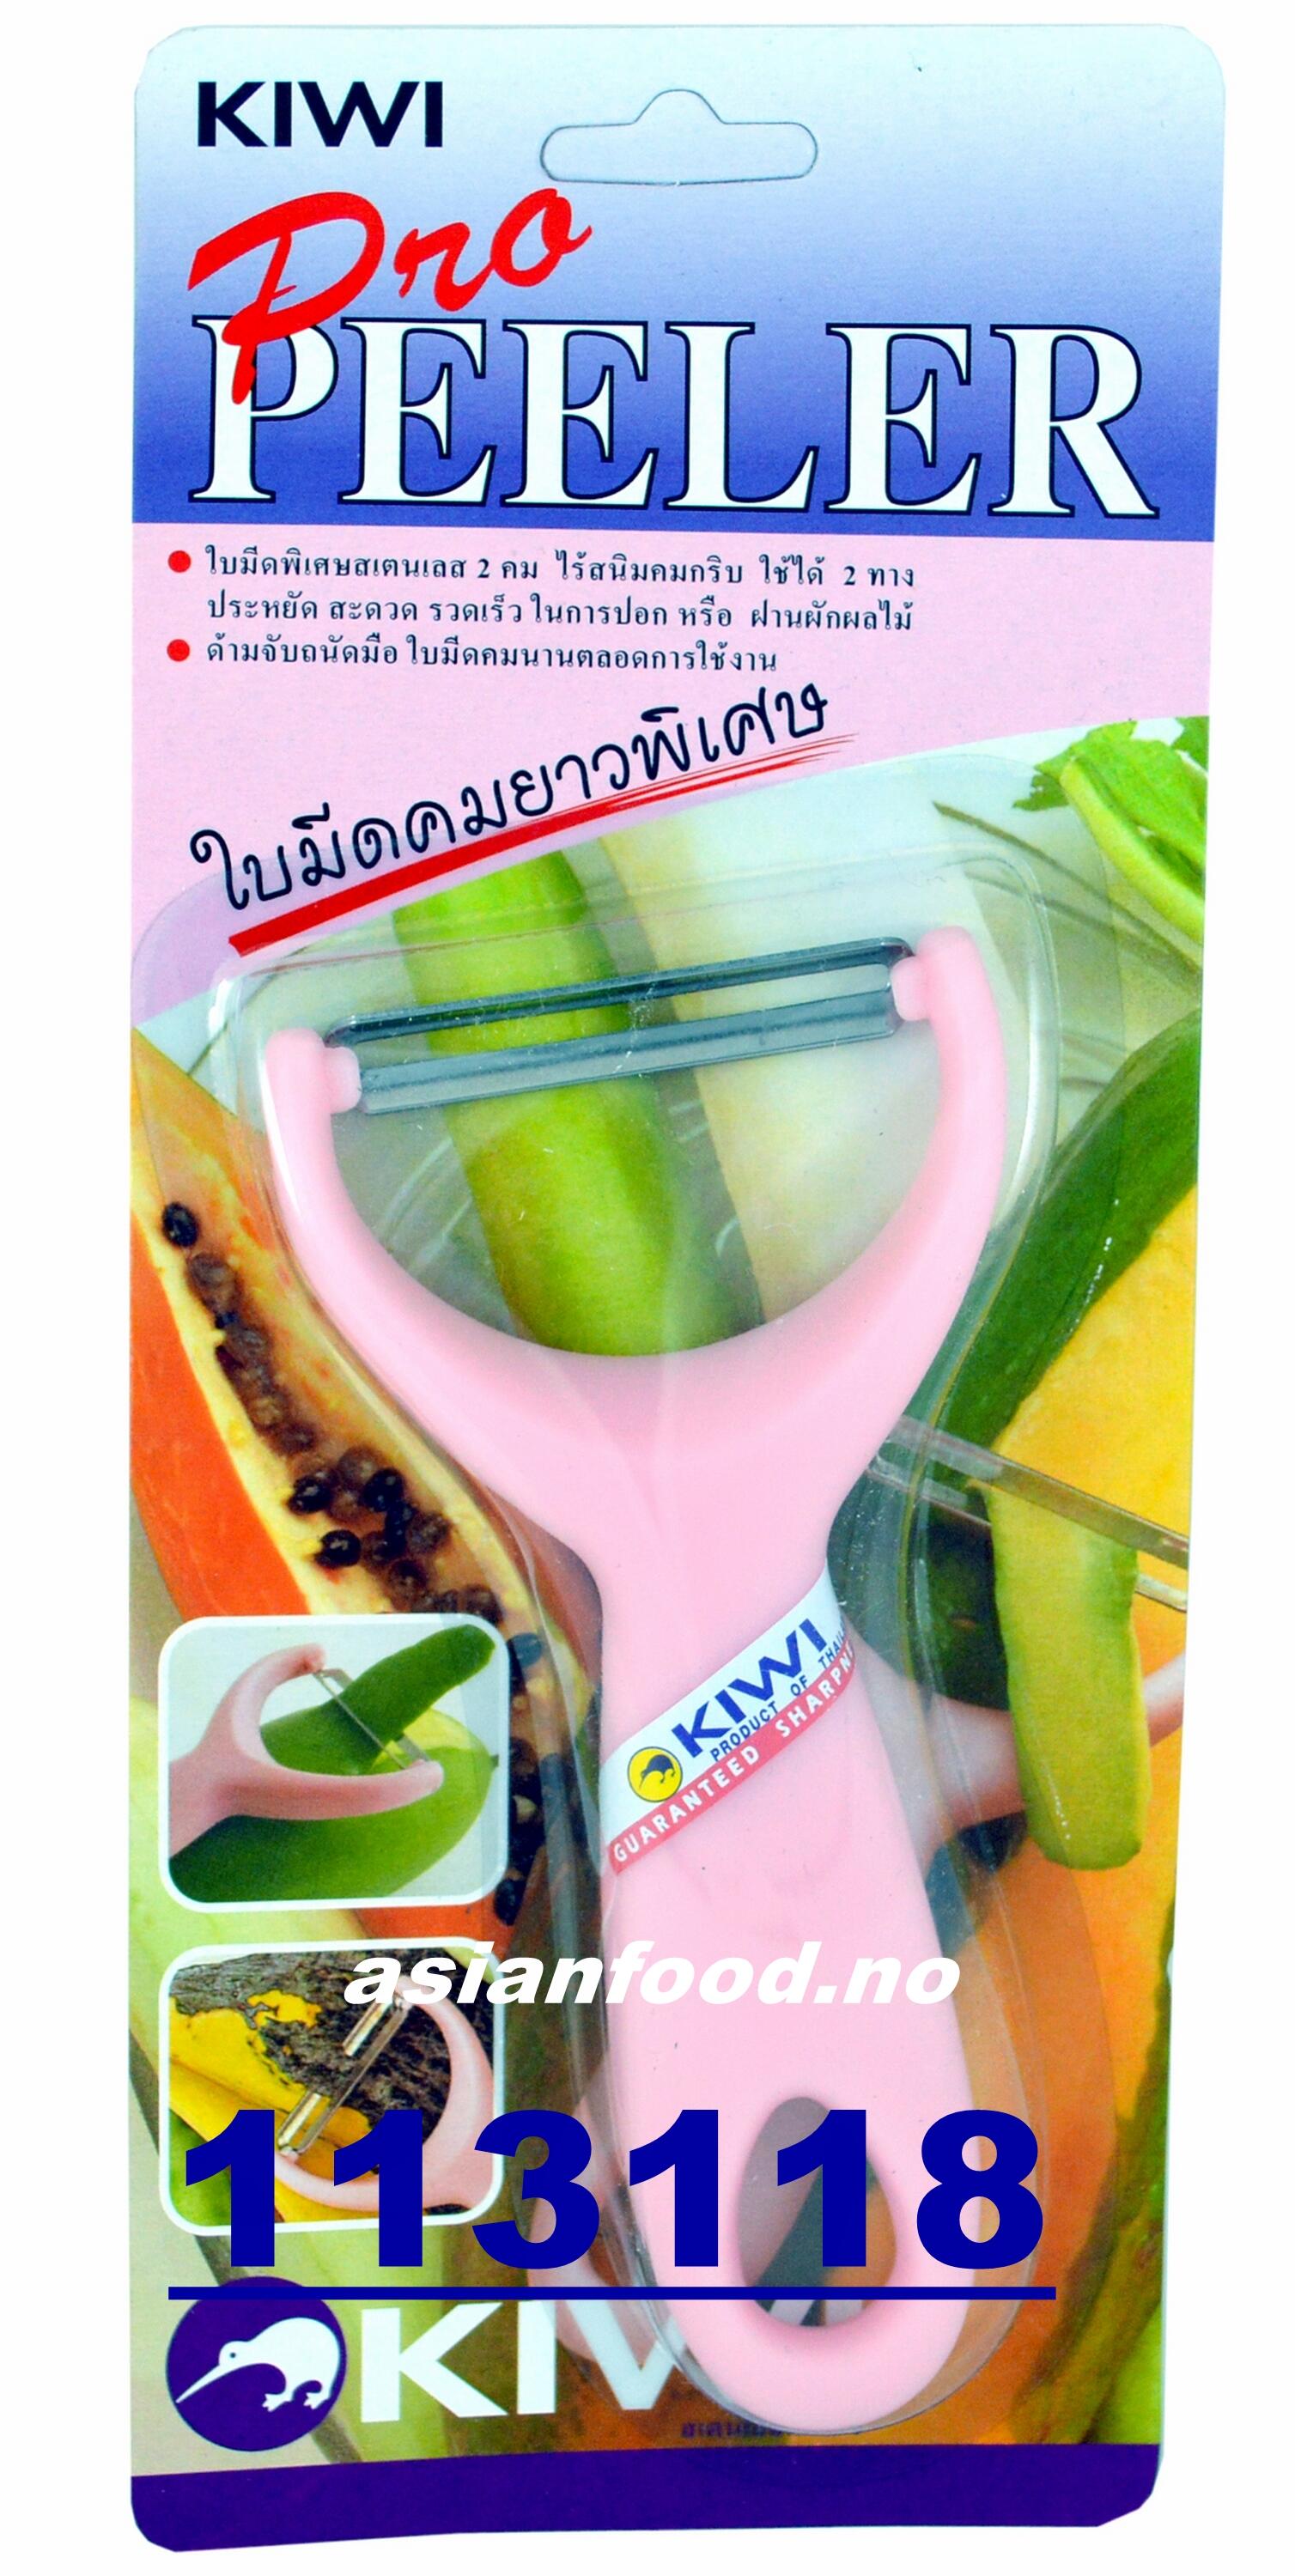 KIWI
Pro
PEELER
● ใบมีดพิเศษสเตนเลส 2 คม ไร้สนิมคมกริบ ใช้ได้ 2 ทาง
ประหยัด สะดวด รวดเร็ว ในการปอก หรือ ฝานผักผลไม้
● ด้ามจับถนัดมือ ใบมีดคมนานตลอดการใช้งาน
ใบมีดคมยาวพิเศษ
KIWI
PRODUCT OF THAI
GUARANTEED SHARPN
asianfood.no
113118
KIW